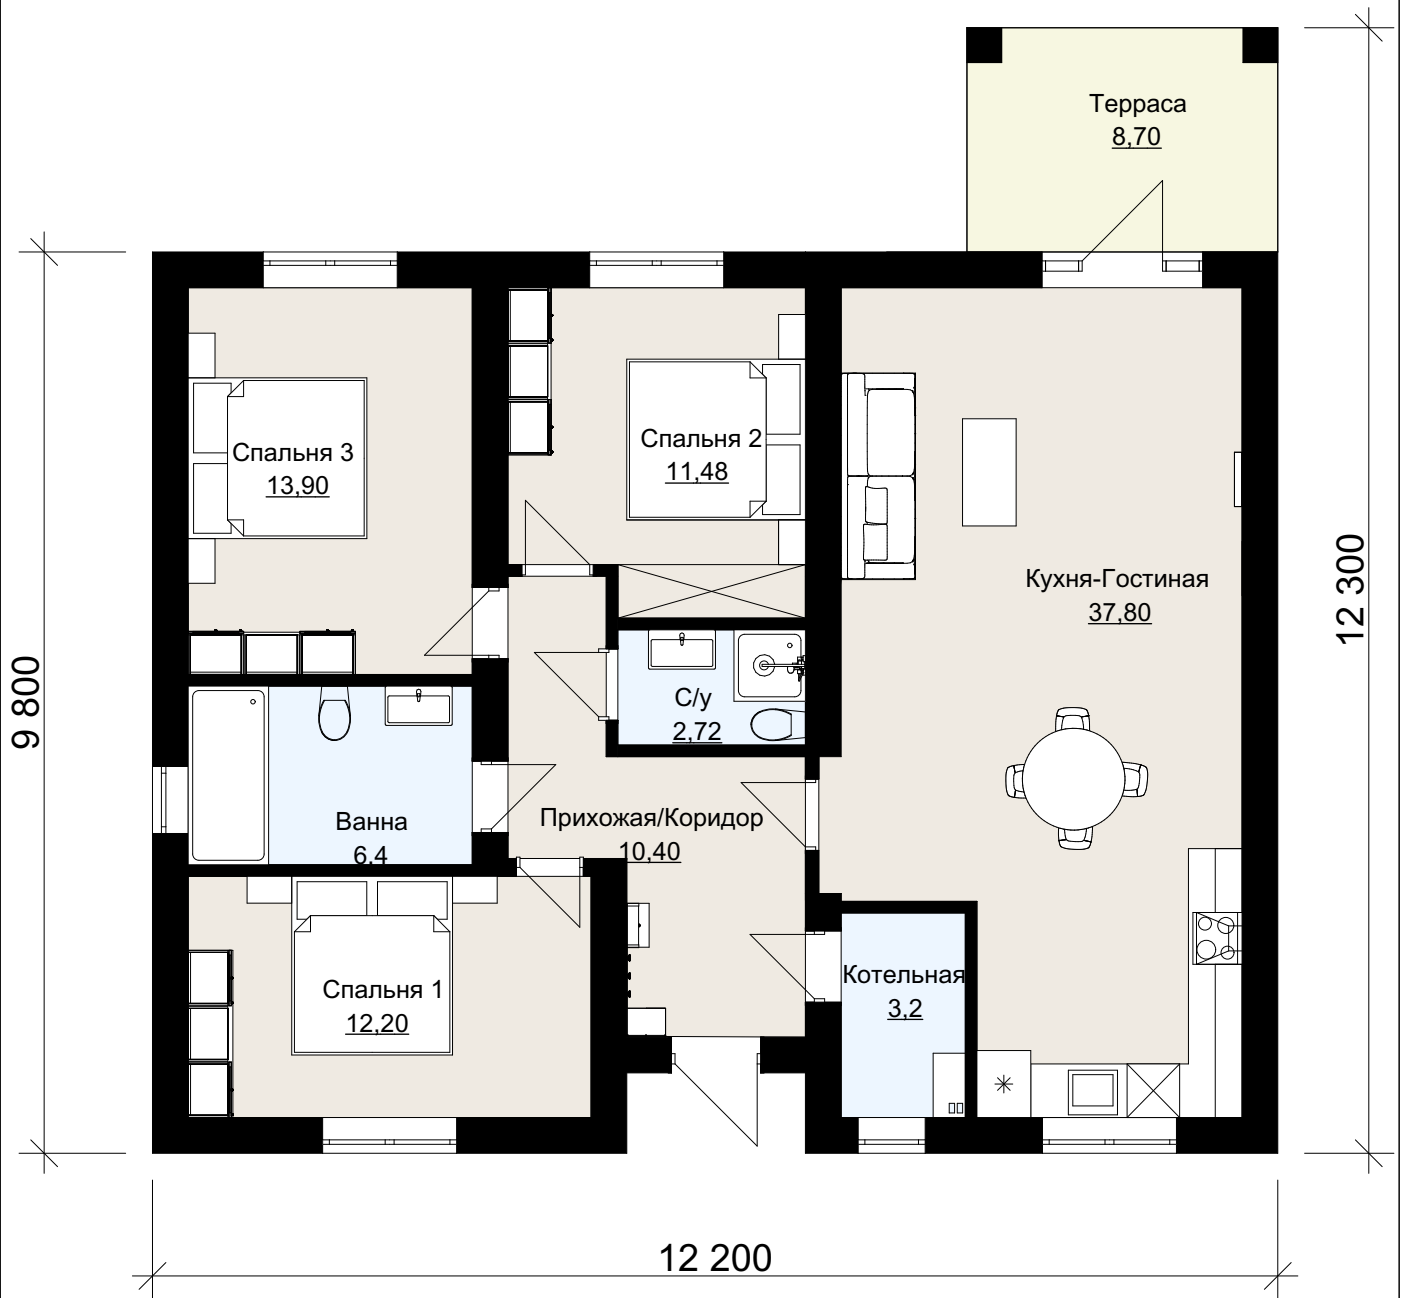 Терраса
8,70
12 300
9 800
Спальня 3
13,90
Спальня 2
11,48
Кухня-Гостиная
37,80
С/у
2,72
Ванна
6,4
Прихожая/Коридор
10,40
Спальня 1
12,20
Котельная
3,2
12 200